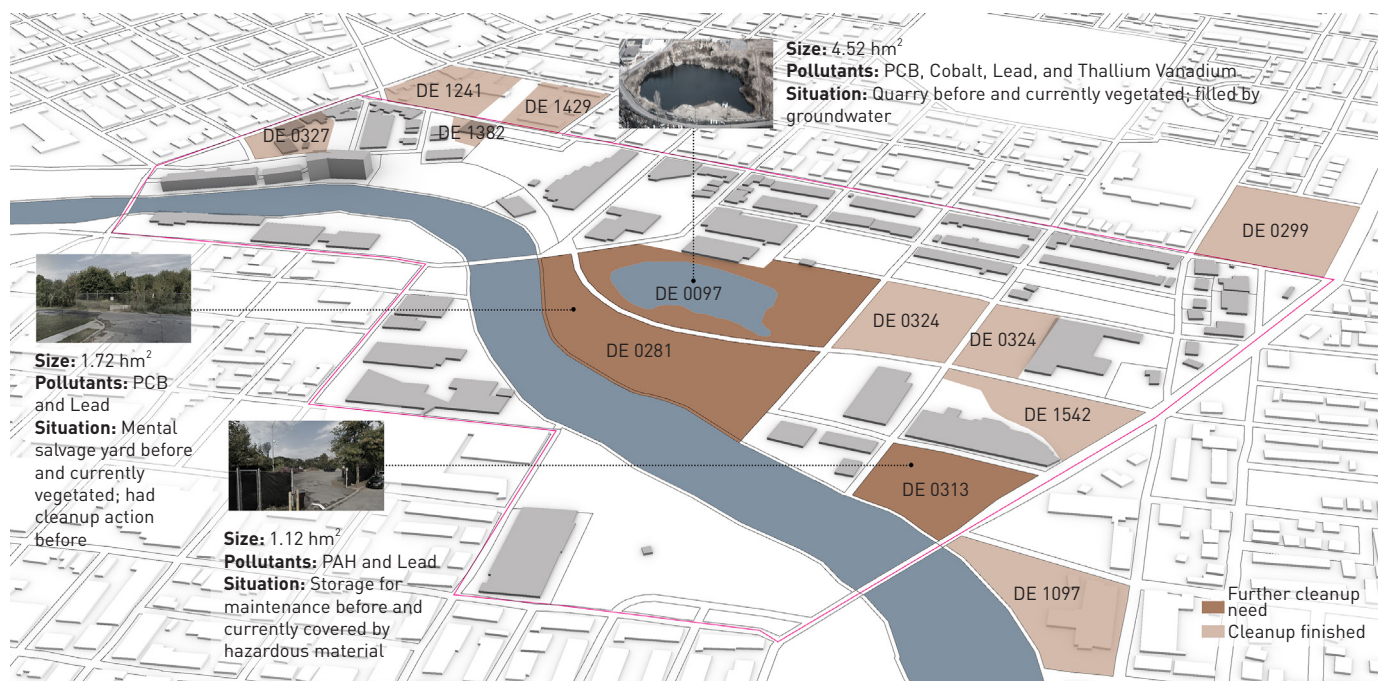 Size: 4.52 hm²
Pollutants: PCB, Cobalt, Lead, and Thallium Vanadium
Situation: Quarry before and currently vegetated; filled by
groundwater
DE 1241
DE 1429
DE 0327
DE 1382
DE 0299
DE 0097
DE 0324
DE 0324
DE 0281
DE 1542
DE 0313
DE 1097
Size: 1.72 hm²
Pollutants: PCB
and Lead
Situation: Mental
salvage yard before
and currently
vegetated; had
cleanup action
before
Size: 1.12 hm²
Pollutants: PAH and Lead
Situation: Storage for
maintenance before and
currently covered by
hazardous material
Further cleanup
need
Cleanup finished